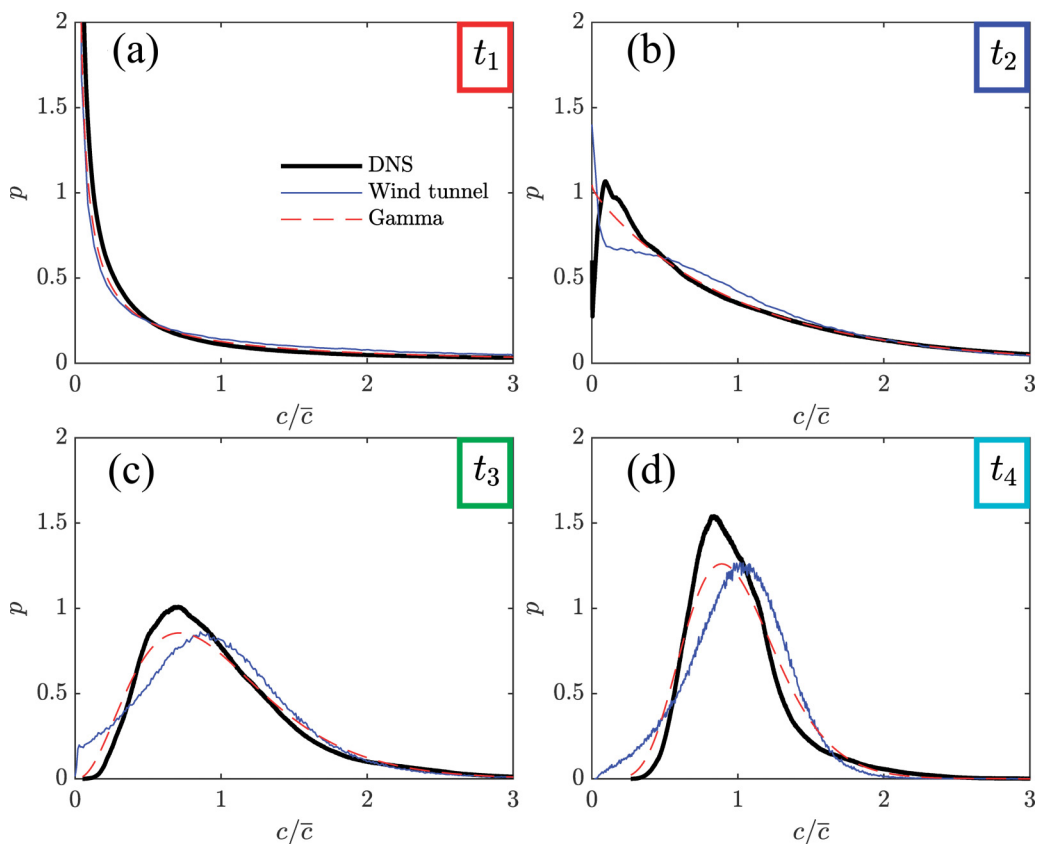 2
(a)
t₁
1.5
p
1
0.5
0
DNS
Wind tunnel
Gamma
0 1 2 3
c/c̄
2
(b)
t₂
1.5
p
1
0.5
0
0 1 2 3
c/c̄
2
(c)
t₃
1.5
p
1
0.5
0
0 1 2 3
c/c̄
2
(d)
t₄
1.5
p
1
0.5
0
0 1 2 3
c/c̄